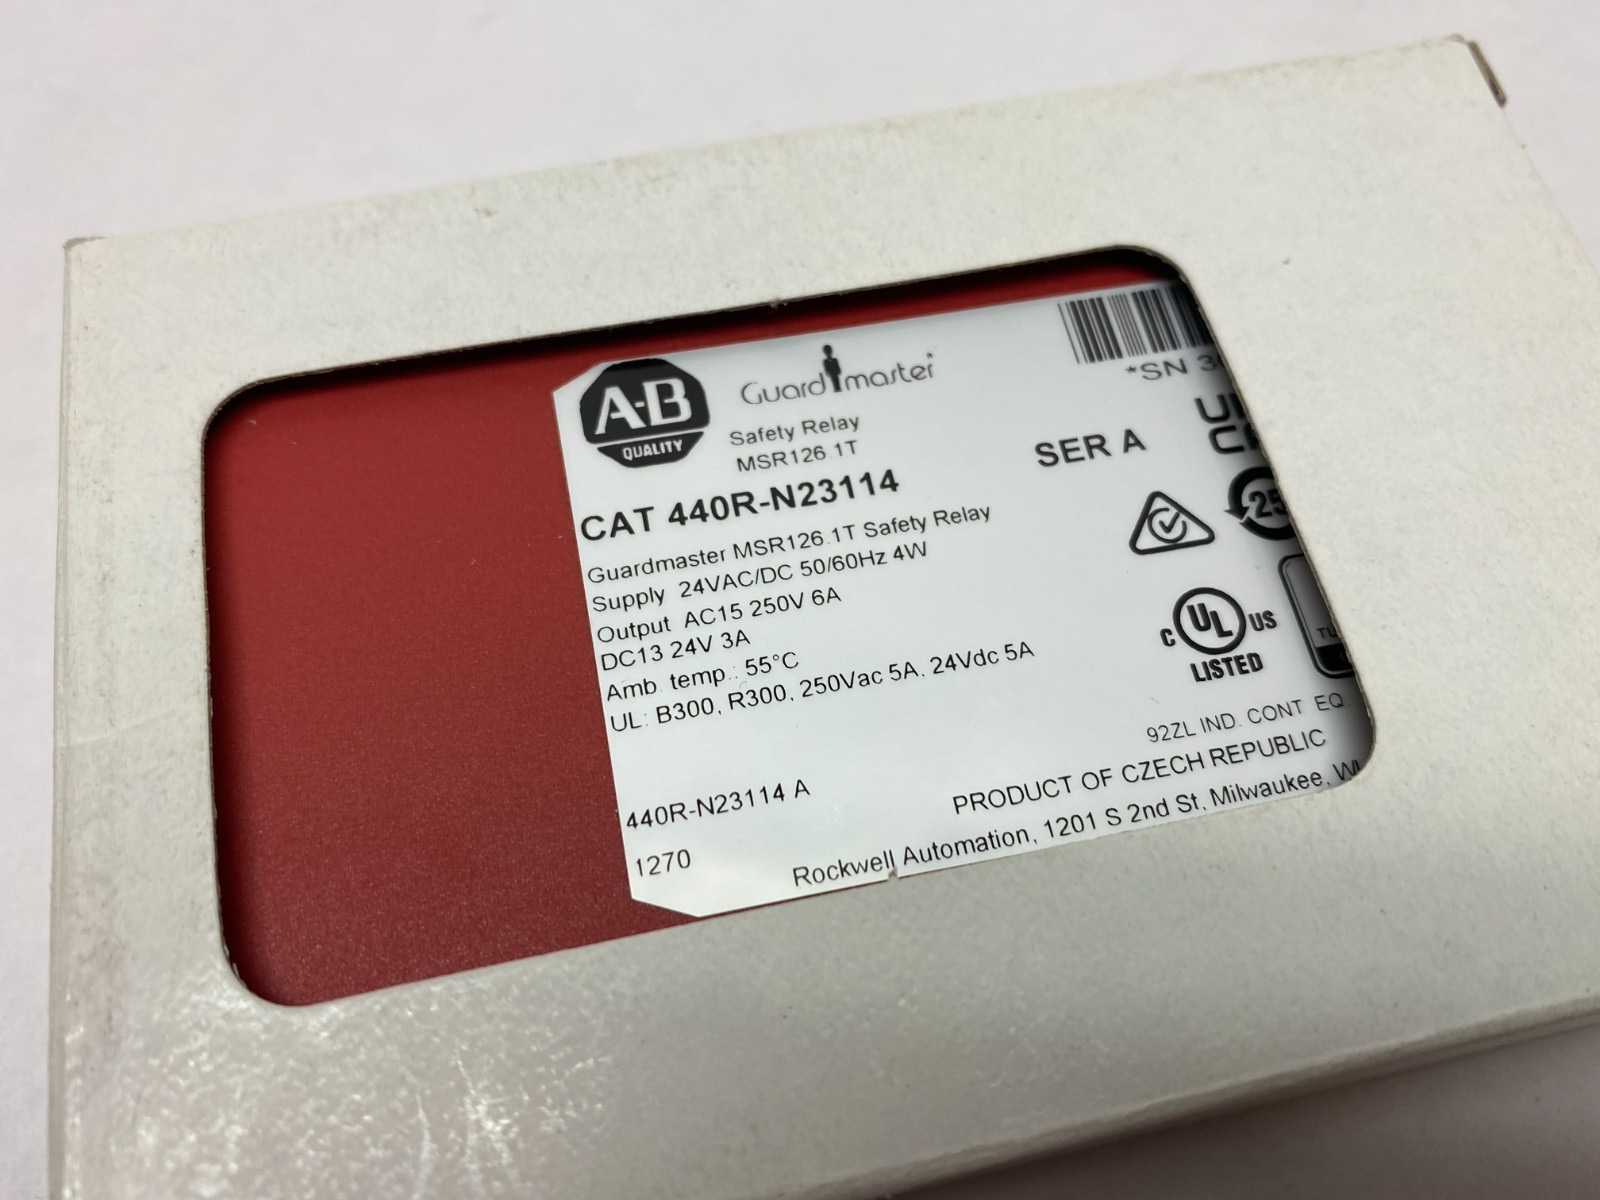 A-B
QUALITY
Guardmaster
Safety Relay
MSR126.1T
CAT 440R-N23114
SER A
*SN
Guardmaster MSR126.1T Safety Relay
Supply 24VAC/DC 50/60Hz 4W
Output AC15 250V 6A
DC13 24V 3A
Amb. temp.: 55°C
UL: B300, R300, 250Vac 5A, 24Vdc 5A
25
C UL US
LISTED
92ZL IND. CONT EQ.
440R-N23114 A
PRODUCT OF CZECH REPUBLIC
1270
Rockwell Automation, 1201 S 2nd St, Milwaukee, WI